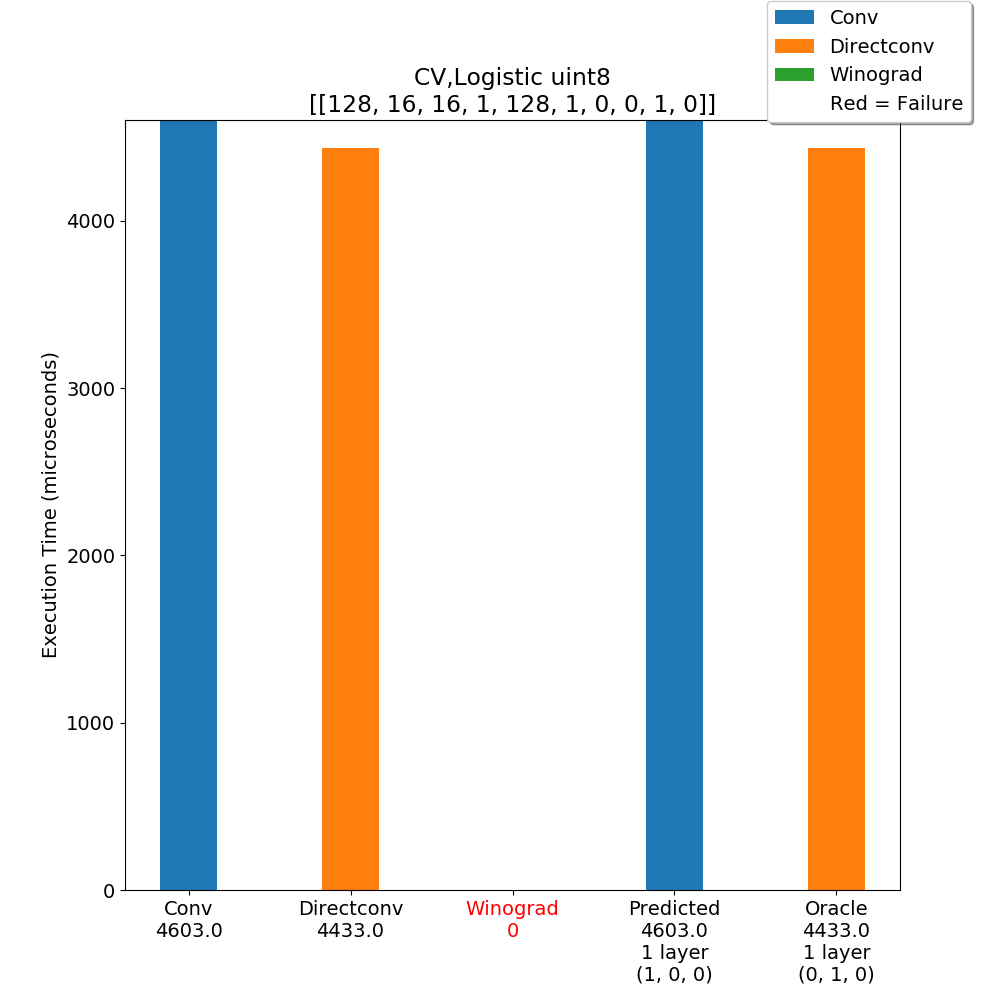 Conv
Directconv
Winograd
Red = Failure
CV,Logistic uint8
[[128, 16, 16, 1, 128, 1, 0, 0, 1, 0]]
Execution Time (microseconds)
4000
3000
2000
1000
0
Conv
4603.0
Directconv
4433.0
Winograd
0
Predicted
4603.0
1 layer
(1, 0, 0)
Oracle
4433.0
1 layer
(0, 1, 0)